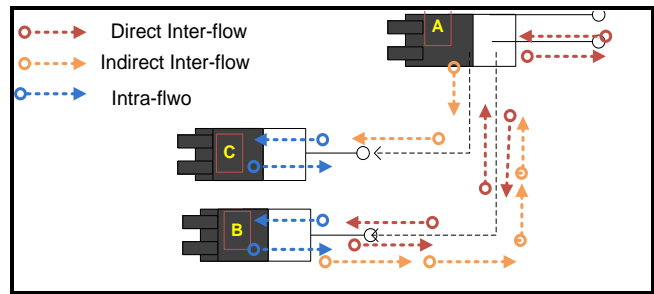 Direct Inter-flow
Indirect Inter-flow
Intra-flwo
A
C
B